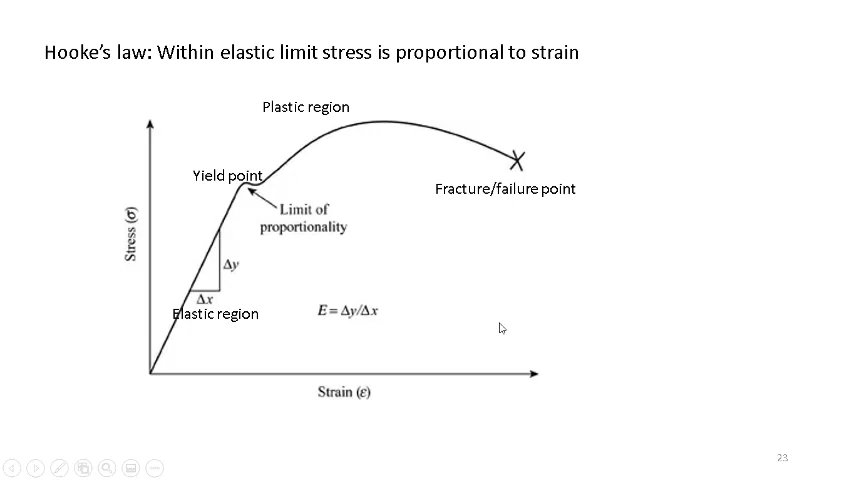 Hooke's law: Within elastic limit stress is proportional to strain
Plastic region
Yield point
Fracture/failure point
Limit of
proportionality
Stress (σ)
Δy
Δx
Elastic region
E = Δy/Δx
Strain (ε)
23